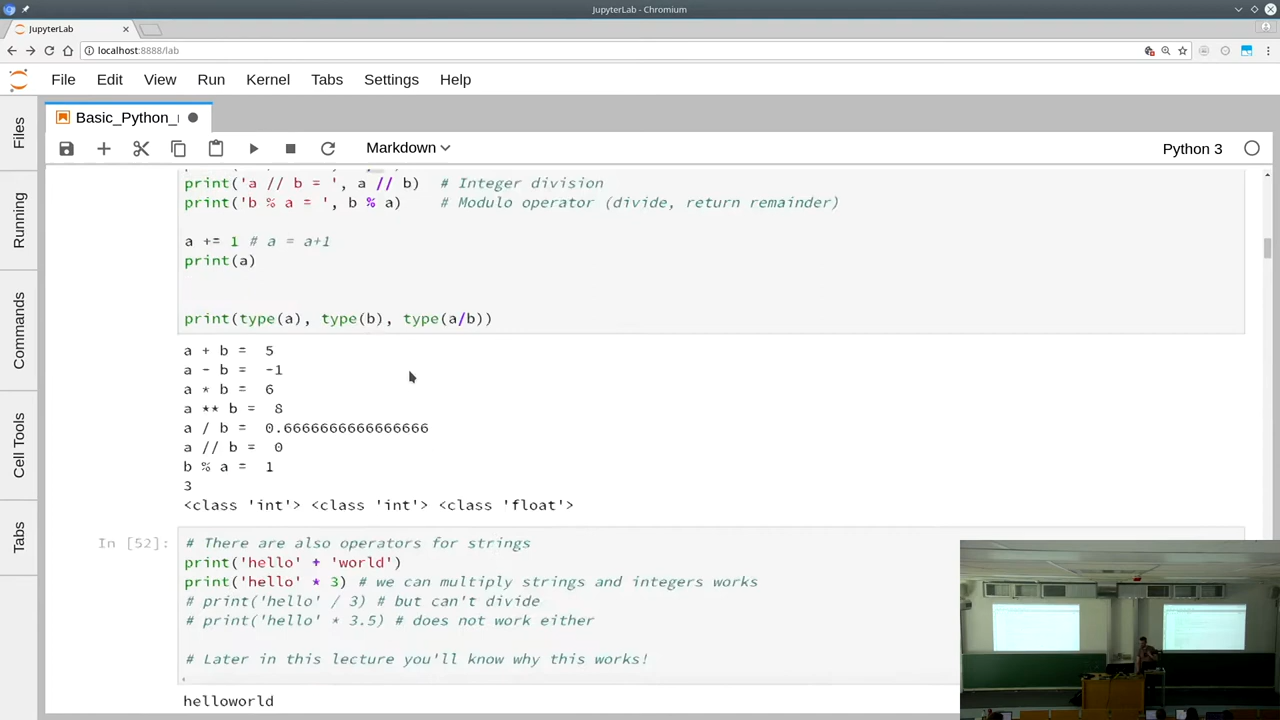 JupyterLab - Chromium
JupyterLab
localhost:8888/lab
File Edit View Run Kernel Tabs Settings Help
Files
Running
Commands
Cell Tools
Tabs
Basic_Python_
Markdown
Python 3
print('a // b = ', a // b)  # Integer division
print('b % a = ', b % a)    # Modulo operator (divide, return remainder)
a += 1 # a = a+1
print(a)
print(type(a), type(b), type(a/b))
a + b =  5
a - b =  -1
a * b =  6
a ** b =  8
a / b =  0.6666666666666666
a // b =  0
b % a =  1
3
<class 'int'> <class 'int'> <class 'float'>
In [52]:
# There are also operators for strings
print('hello' + 'world')
print('hello' * 3) # we can multiply strings and integers works
# print('hello' / 3) # but can't divide
# print('hello' * 3.5) # does not work either
# Later in this lecture you'll know why this works!
helloworld